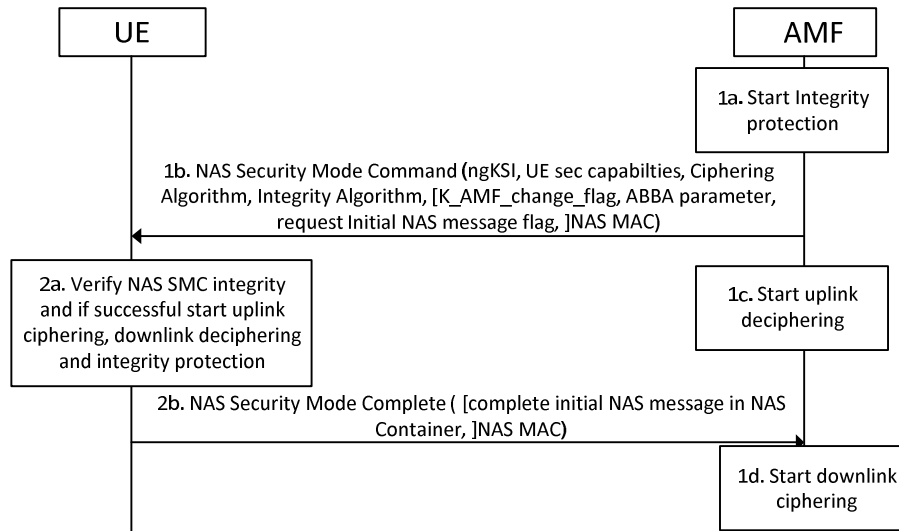 UE
AMF
1a. Start Integrity
protection
1b. NAS Security Mode Command (ngKSI, UE sec capabilties, Ciphering
Algorithm, Integrity Algorithm, [K_AMF_change_flag, ABBA parameter,
request Initial NAS message flag, ]NAS MAC)
2a. Verify NAS SMC integrity
and if successful start uplink
ciphering, downlink deciphering
and integrity protection
1c. Start uplink
deciphering
2b. NAS Security Mode Complete ( [complete initial NAS message in NAS
Container, ]NAS MAC)
1d. Start downlink
ciphering